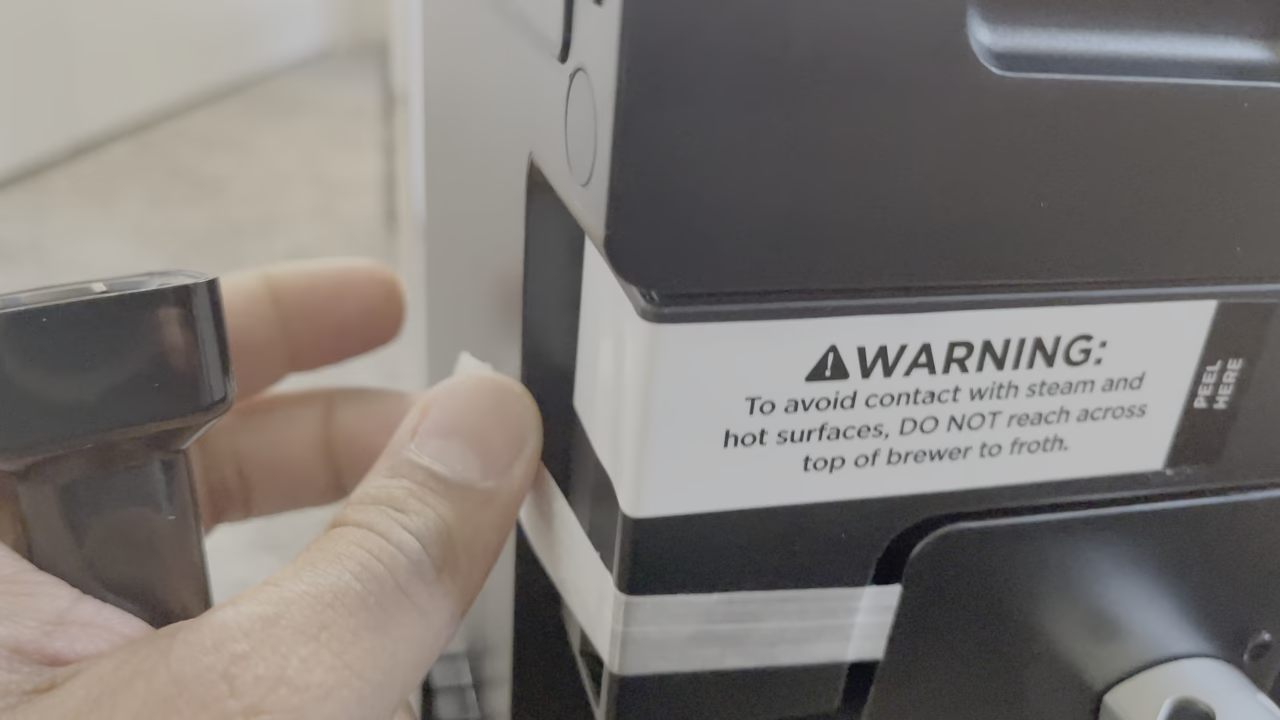 WARNING:
To avoid contact with steam and
hot surfaces, DO NOT reach across
top of brewer to froth.
PEEL
HERE